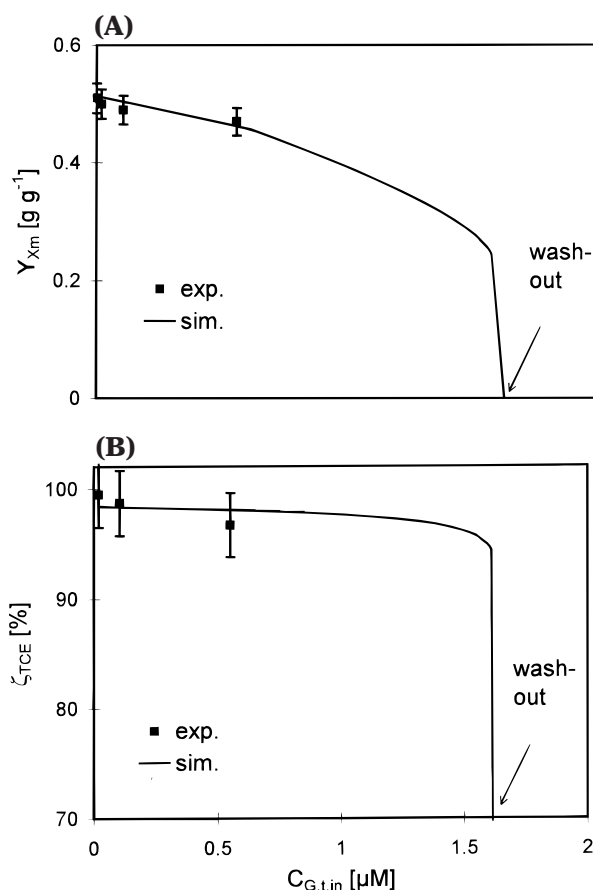 (A)
0.6
0.4
0.2
0
Y_Xm [g g⁻¹]
exp.
sim.
wash-
out
(B)
100
90
80
70
ζ_TCE [%]
exp.
sim.
wash-
out
0 0.5 1 1.5 2
C_G,t,in [µM]